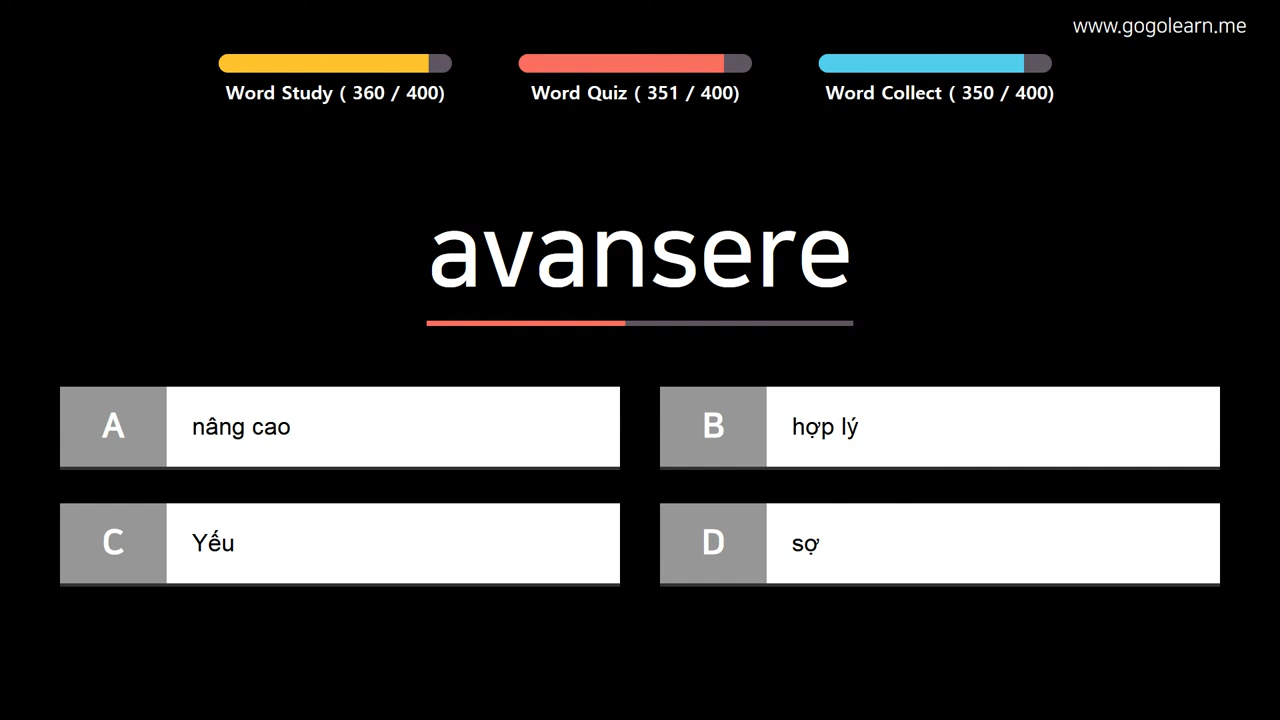 www.gogolearn.me
Word Study ( 360 / 400)
Word Quiz ( 351 / 400)
Word Collect ( 350 / 400)
avansere
A nâng cao
B hợp lý
C Yếu
D sợ